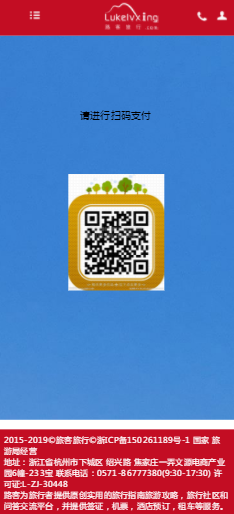 Lukelvxing
旅客旅行.com
请进行扫码支付
2015-2019©旅客旅行©浙ICP备150261189号-1 国家 旅
游局经营
地址：浙江省杭州市下城区 绍兴路 焦家庄一弄文源电商产业
园6幢-233室 联系电话：0571-86777380(9:30-17:30) 许
可证:L-ZJ-30448
路客为旅行者提供原创实用的旅行指南旅游攻略，旅行社区和
问答交流平台，并提供签证，机票，酒店预订，租车等服务。